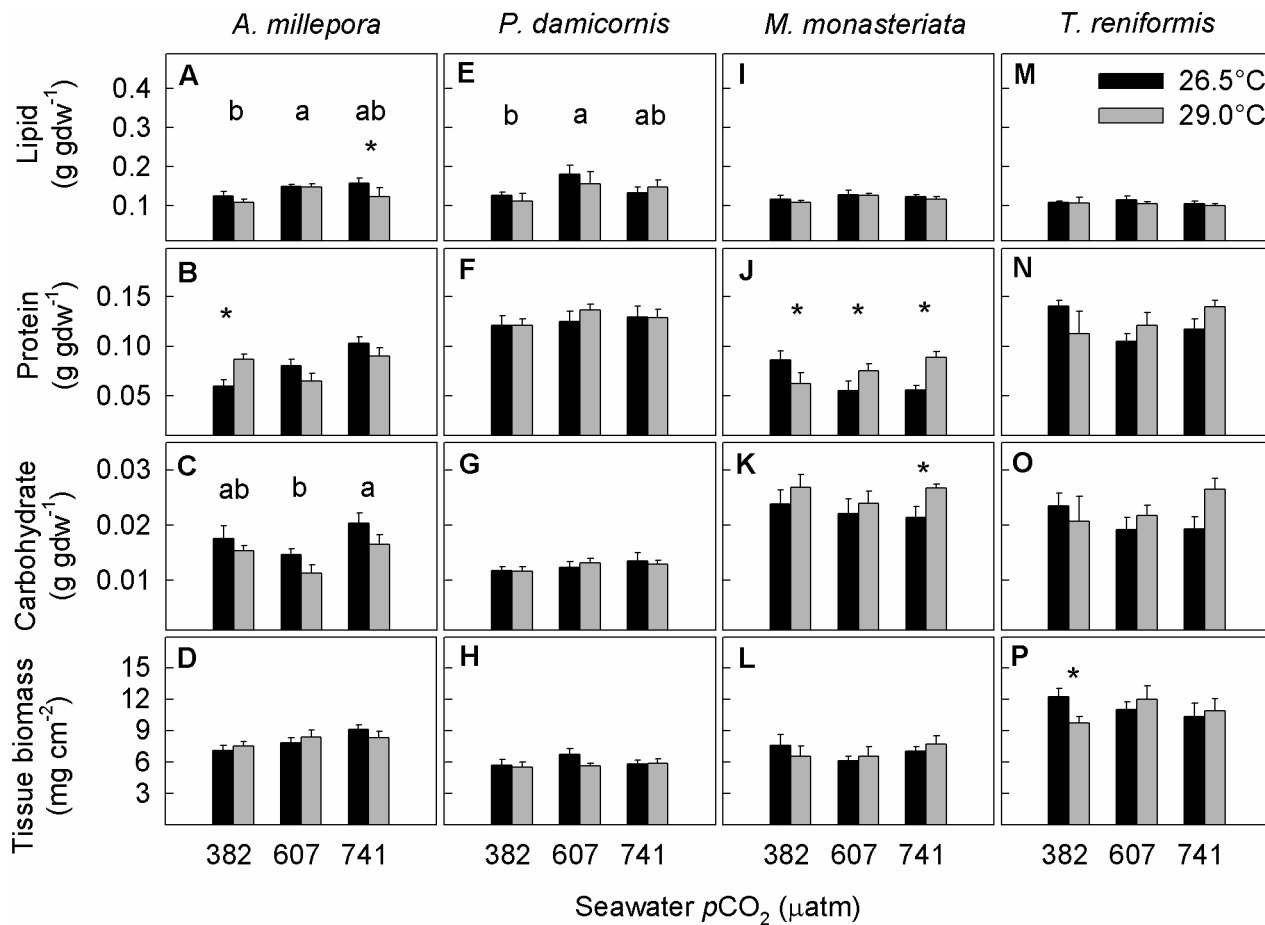 A. millepora P. damicornis M. monasteriata T. reniformis
Lipid
(g gdw⁻¹)
0.4
0.3
0.2
0.1
A
b a ab
*
E
b a ab
I
M
26.5°C
29.0°C
Protein
(g gdw⁻¹)
0.15
0.10
0.05
B
*
F
J
* * *
N
Carbohydrate
(g gdw⁻¹)
0.03
0.02
0.01
C
ab b a
G
K
*
O
Tissue biomass
(mg cm⁻²)
15
12
9
6
3
D
H
L
P
*
382 607 741 382 607 741 382 607 741 382 607 741
Seawater pCO₂ (µatm)